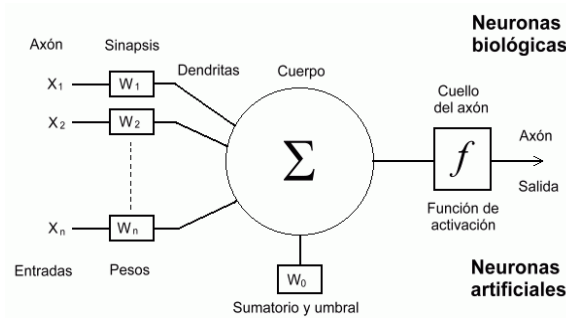 Neuronas
biológicas
Axón
Sinapsis
Dendritas
Cuerpo
Cuello
del axón
X1
W1
X2
W2
Σ
f
Axón
Salida
Xn
Wn
Función de
activación
Entradas
Pesos
W0
Sumatorio y umbral
Neuronas
artificiales